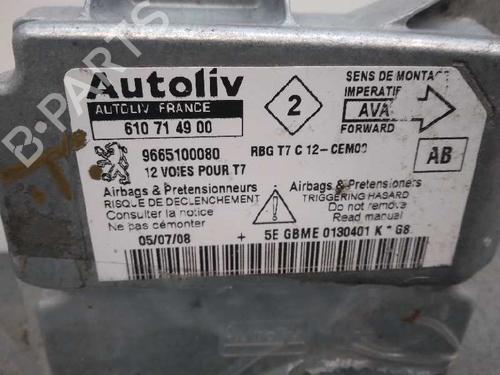 B-PARTS
Autoliv
AUTOLIV FRANCE
610 71 49 00
2
SENS DE MONTAGE
IMPERATIF
AVA
FORWARD
9665100080
12 VOIES POUR T7
RBG T7 C 12-CEM00
AB
Airbags & Pretensionneurs
RISQUE DE DECLENCHEMENT
Consulter la notice
Ne pas démonter
Airbags & Pretensioners
TRIGGERING HASARD
Do not remove
Read manual
05/07/08 + 5E GBME 0130401 K * G8